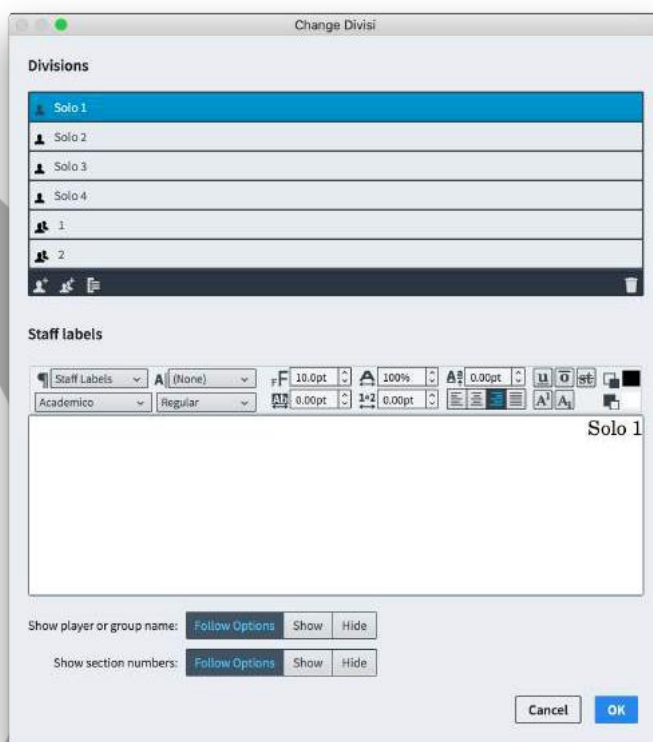 Change Divisi
Divisions
Solo 1
Solo 2
Solo 3
Solo 4
1
2
Staff labels
Staff Labels (None) 10.0pt 100% 0.00pt u o st
Academico Regular 0.00pt 0.00pt
Solo 1
Show player or group name: Follow Options Show Hide
Show section numbers: Follow Options Show Hide
Cancel OK